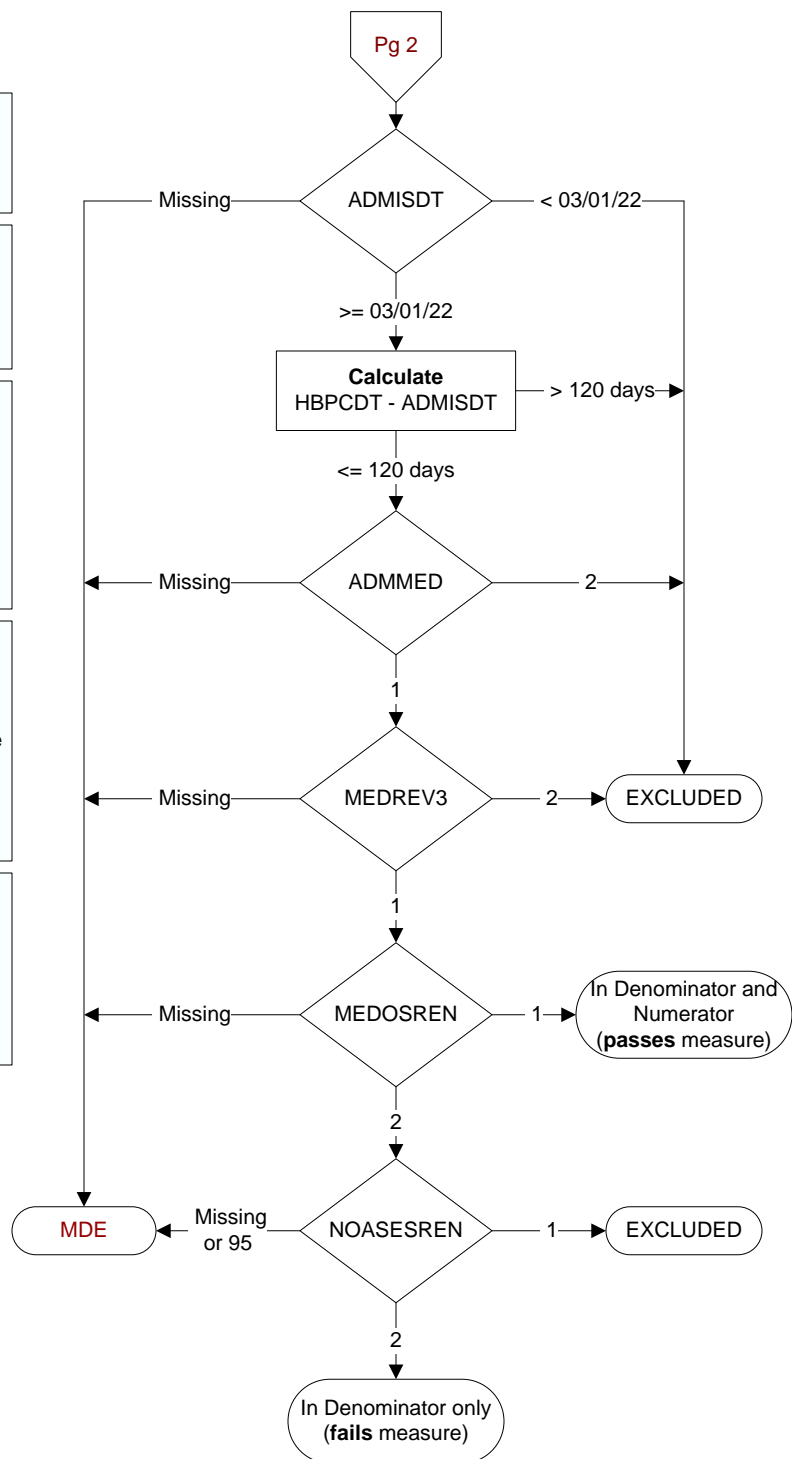 Pg 2
ADMISDT
Missing
< 03/01/22
>= 03/01/22
Calculate
HBPCDT - ADMISDT
> 120 days
<= 120 days
ADMMED
Missing
2
1
e
MEDREV3
Missing
2
EXCLUDED
1
MEDOSREN
Missing
1
In Denominator and
Numerator
(passes measure)
2
MDE
Missing
or 95
NOASESREN
1
EXCLUDED
2
In Denominator only
(fails measure)